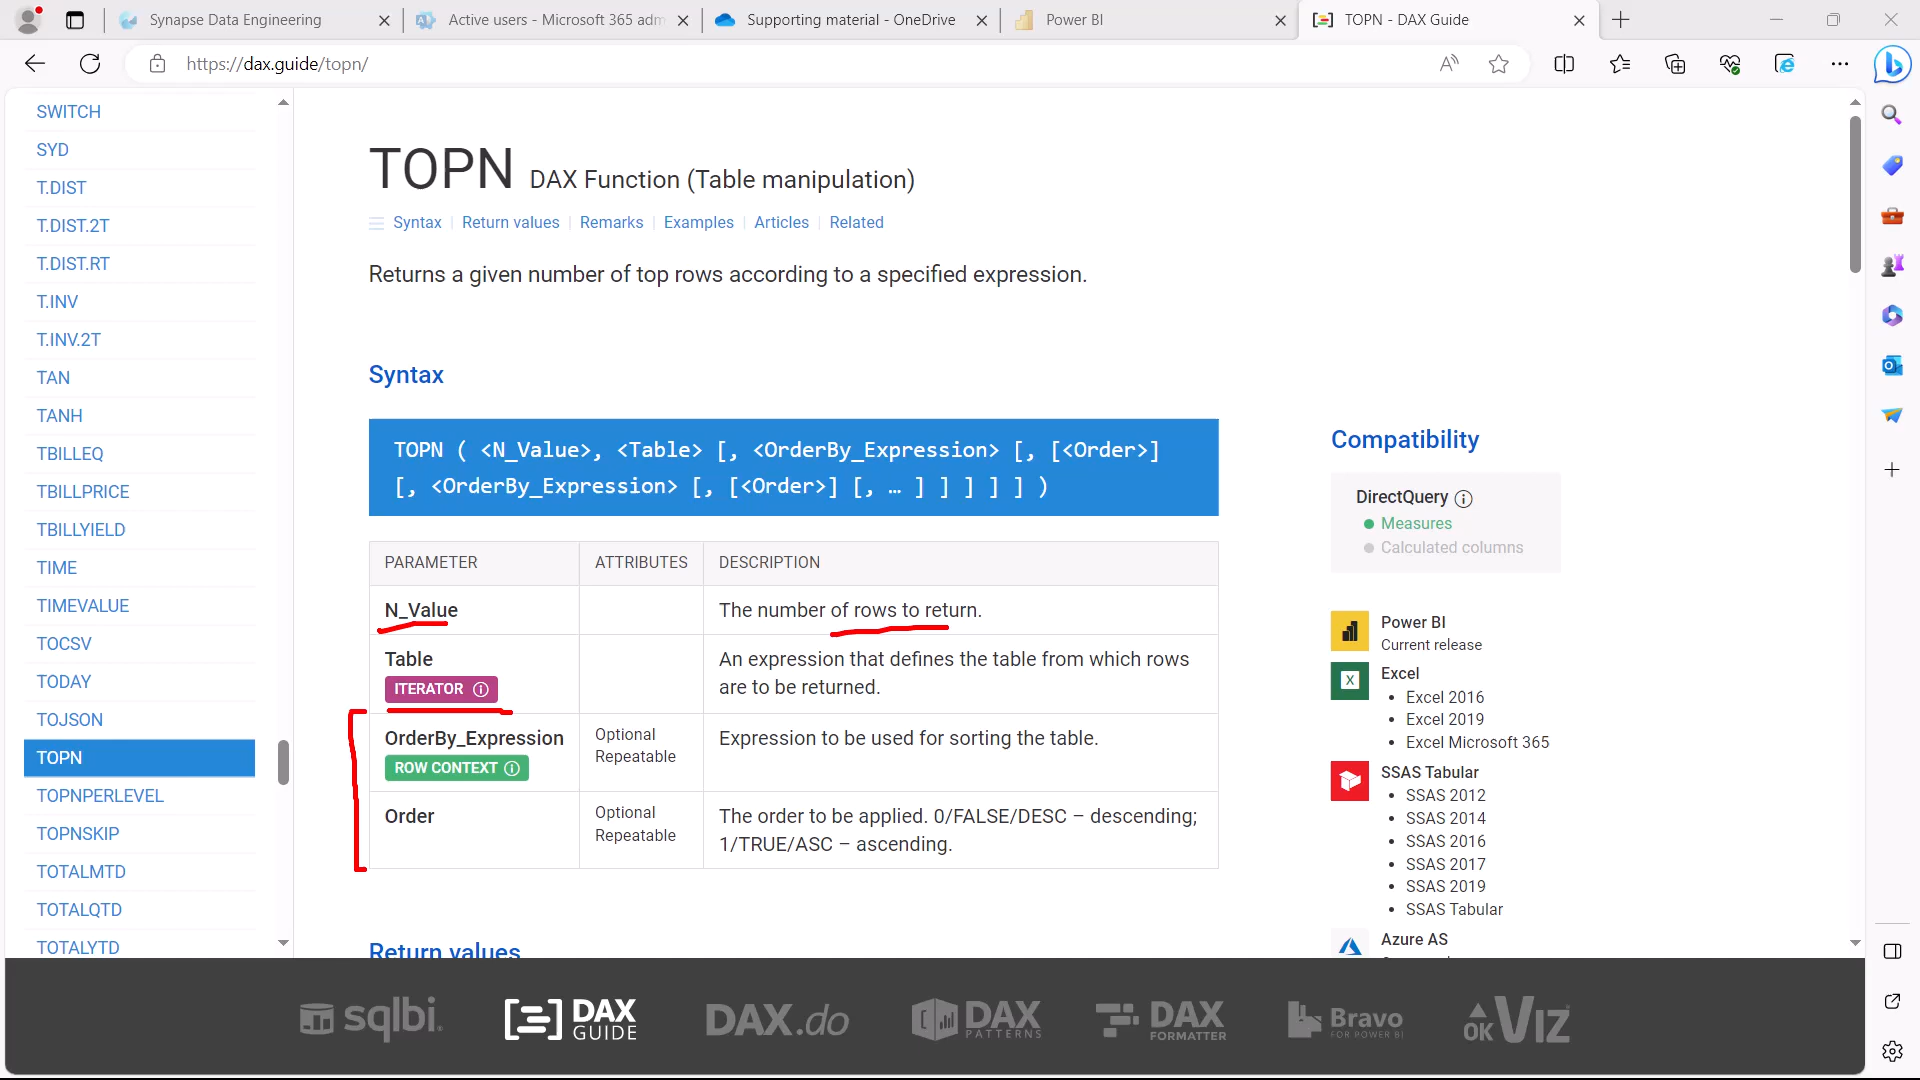 Synapse Data Engineering
Active users - Microsoft 365 adm
Supporting material - OneDrive
Power BI
TOPN - DAX Guide
https://dax.guide/topn/
SWITCH
SYD
T.DIST
T.DIST.2T
T.DIST.RT
T.INV
T.INV.2T
TAN
TANH
TBILLEQ
TBILLPRICE
TBILLYIELD
TIME
TIMEVALUE
TOCSV
TODAY
TOJSON
TOPN
TOPNPERLEVEL
TOPNSKIP
TOTALMTD
TOTALQTD
TOTALYTD
TOPN DAX Function (Table manipulation)
Syntax | Return values | Remarks | Examples | Articles | Related
Returns a given number of top rows according to a specified expression.
Syntax
TOPN ( <N_Value>, <Table> [, <OrderBy_Expression> [, [<Order>]
[, <OrderBy_Expression> [, [<Order>] [, … ] ] ] ] ] )
PARAMETER ATTRIBUTES DESCRIPTION
N_Value The number of rows to return.
Table An expression that defines the table from which rows
ITERATOR are to be returned.
OrderBy_Expression Optional Expression to be used for sorting the table.
ROW CONTEXT Repeatable
Order Optional The order to be applied. 0/FALSE/DESC – descending;
Repeatable 1/TRUE/ASC – ascending.
Return values
Compatibility
DirectQuery
Measures
Calculated columns
Power BI
Current release
Excel
• Excel 2016
• Excel 2019
• Excel Microsoft 365
SSAS Tabular
• SSAS 2012
• SSAS 2014
• SSAS 2016
• SSAS 2017
• SSAS 2019
• SSAS Tabular
Azure AS
sqlbi.
DAX GUIDE
DAX.do
DAX PATTERNS
DAX FORMATTER
Bravo FOR POWER BI
OK VIZ